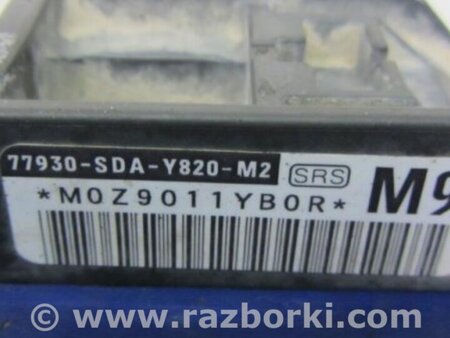 77930-SDA-Y820-M2 SRS
*M0Z9011YB0R* M9
© www.razborki.com